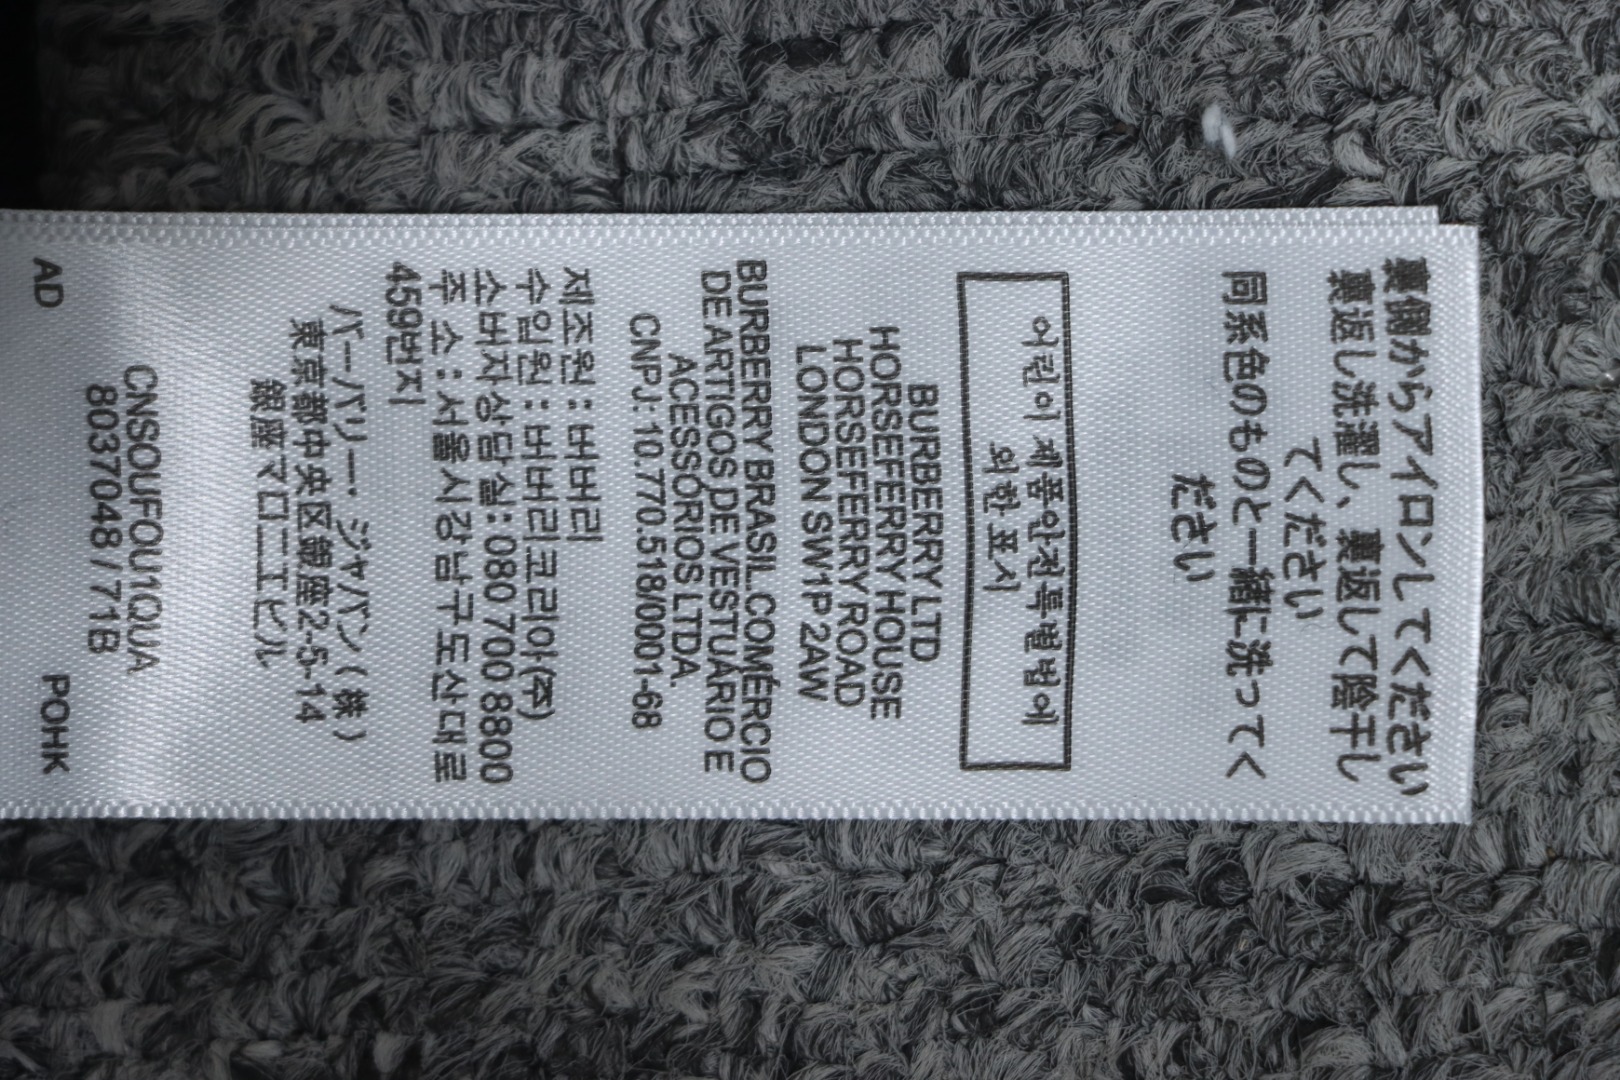 裏側からアイロンしてください
裏返し洗濯し、裏返して陰干し
てください
同系色のものと一緒に洗ってく
ださい
어린이 제품안전특별법에
의한 표시
BURBERRY LTD
HORSEFERRY HOUSE
HORSEFERRY ROAD
LONDON SW1P 2AW
BURBERRY BRASIL COMÉRCIO
DE ARTIGOS DE VESTUÁRIO E
ACESSÓRIOS LTDA.
CNPJ: 10.770.518/0001-68
제조원 : 버버리
수입원 : 버버리코리아(주)
소비자상담실 : 080 700 8800
주 소 : 서울시강남구도산대로
459번지
バーバリー・ジャパン(株)
東京都中央区銀座2-5-14
銀座マロニエビル
CNSOUFOU1QUA
8037048 / 71B
AD POHK